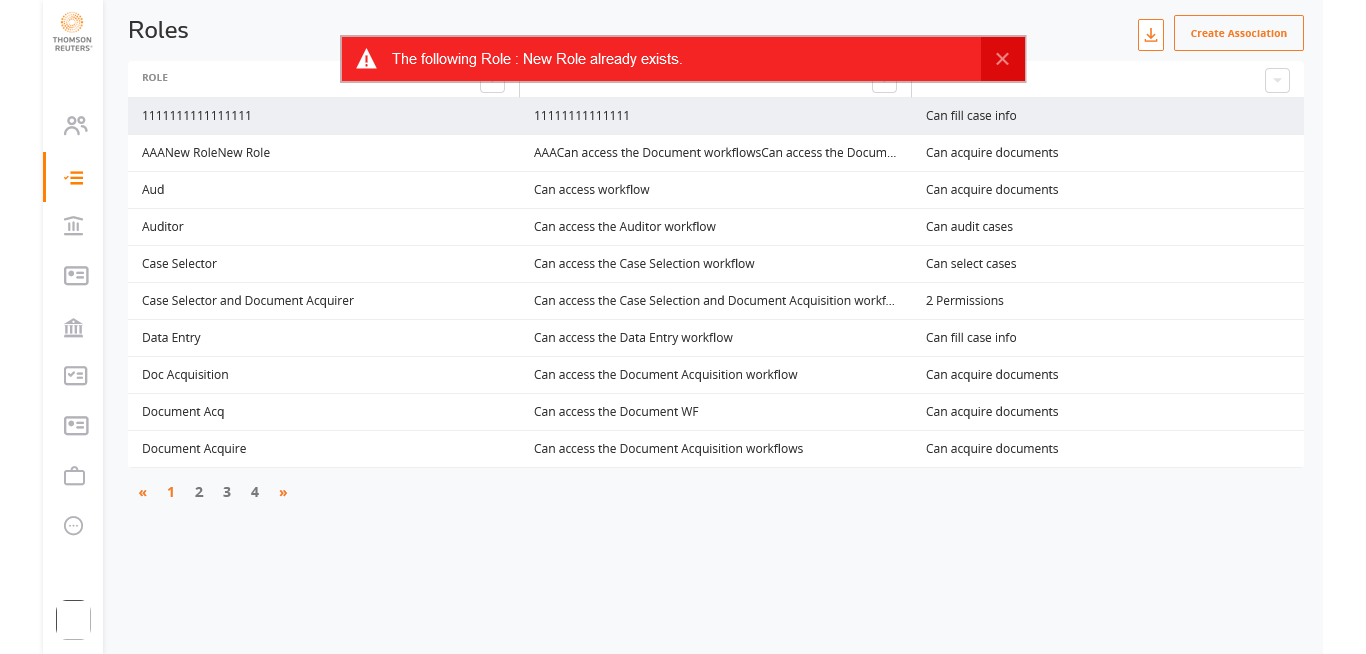 THOMSON
REUTERS®
Roles
Create Association
The following Role : New Role already exists.
ROLE
1111111111111111 11111111111111 Can fill case info
AAANew RoleNew Role AAACan access the Document workflowsCan access the Docum... Can acquire documents
Aud Can access workflow Can acquire documents
Auditor Can access the Auditor workflow Can audit cases
Case Selector Can access the Case Selection workflow Can select cases
Case Selector and Document Acquirer Can access the Case Selection and Document Acquisition workf... 2 Permissions
Data Entry Can access the Data Entry workflow Can fill case info
Doc Acquisition Can access the Document Acquisition workflow Can acquire documents
Document Acq Can access the Document WF Can acquire documents
Document Acquire Can access the Document Acquisition workflows Can acquire documents
« 1 2 3 4 »